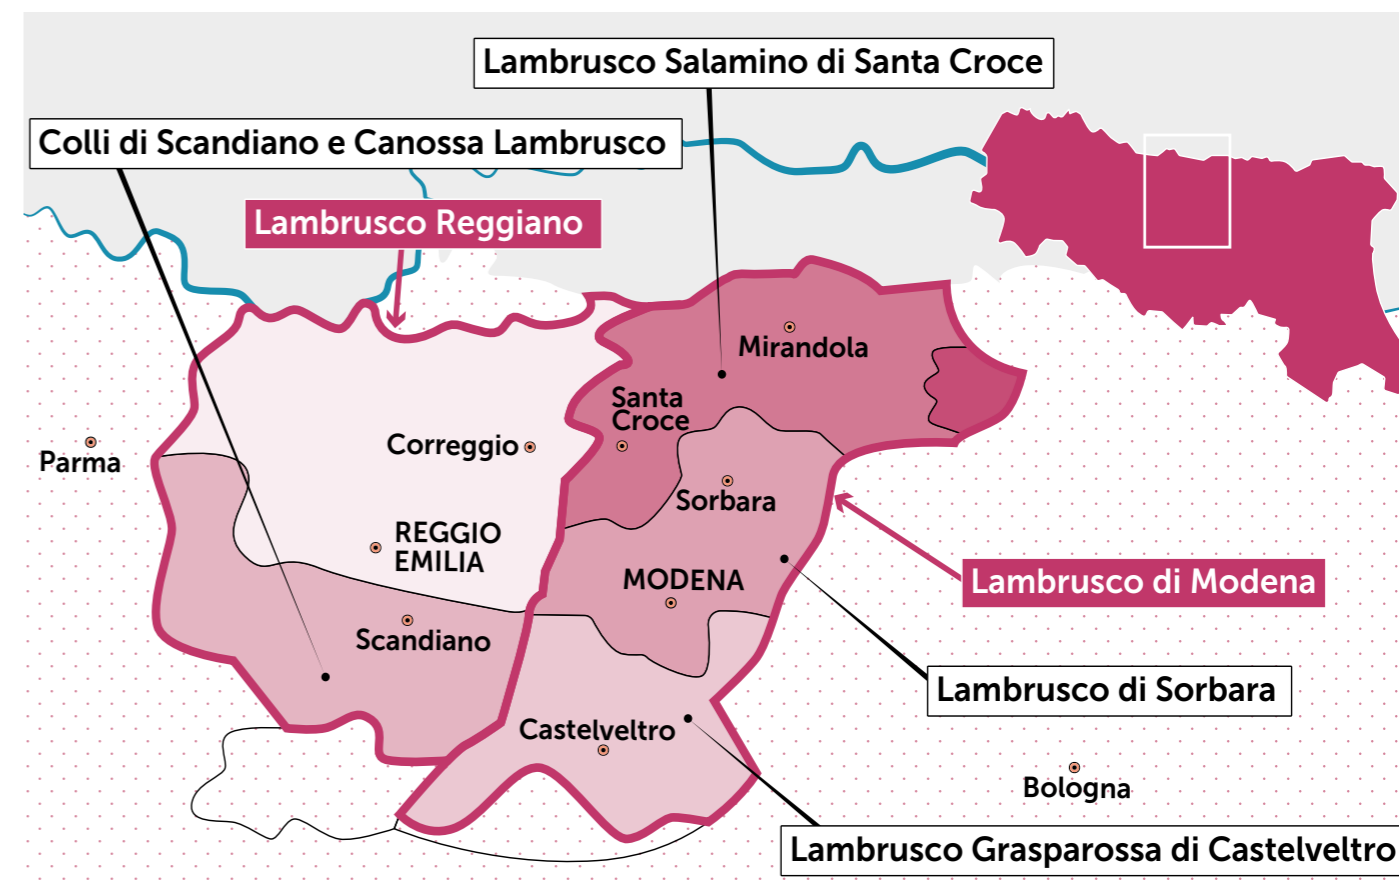 Lambrusco Salamino di Santa Croce
Colli di Scandiano e Canossa Lambrusco
Lambrusco Reggiano
Mirandola
Santa
Croce
Correggio
Parma
Sorbara
REGGIO
EMILIA
MODENA
Lambrusco di Modena
Scandiano
Lambrusco di Sorbara
Castelveltro
Bologna
Lambrusco Grasparossa di Castelveltro